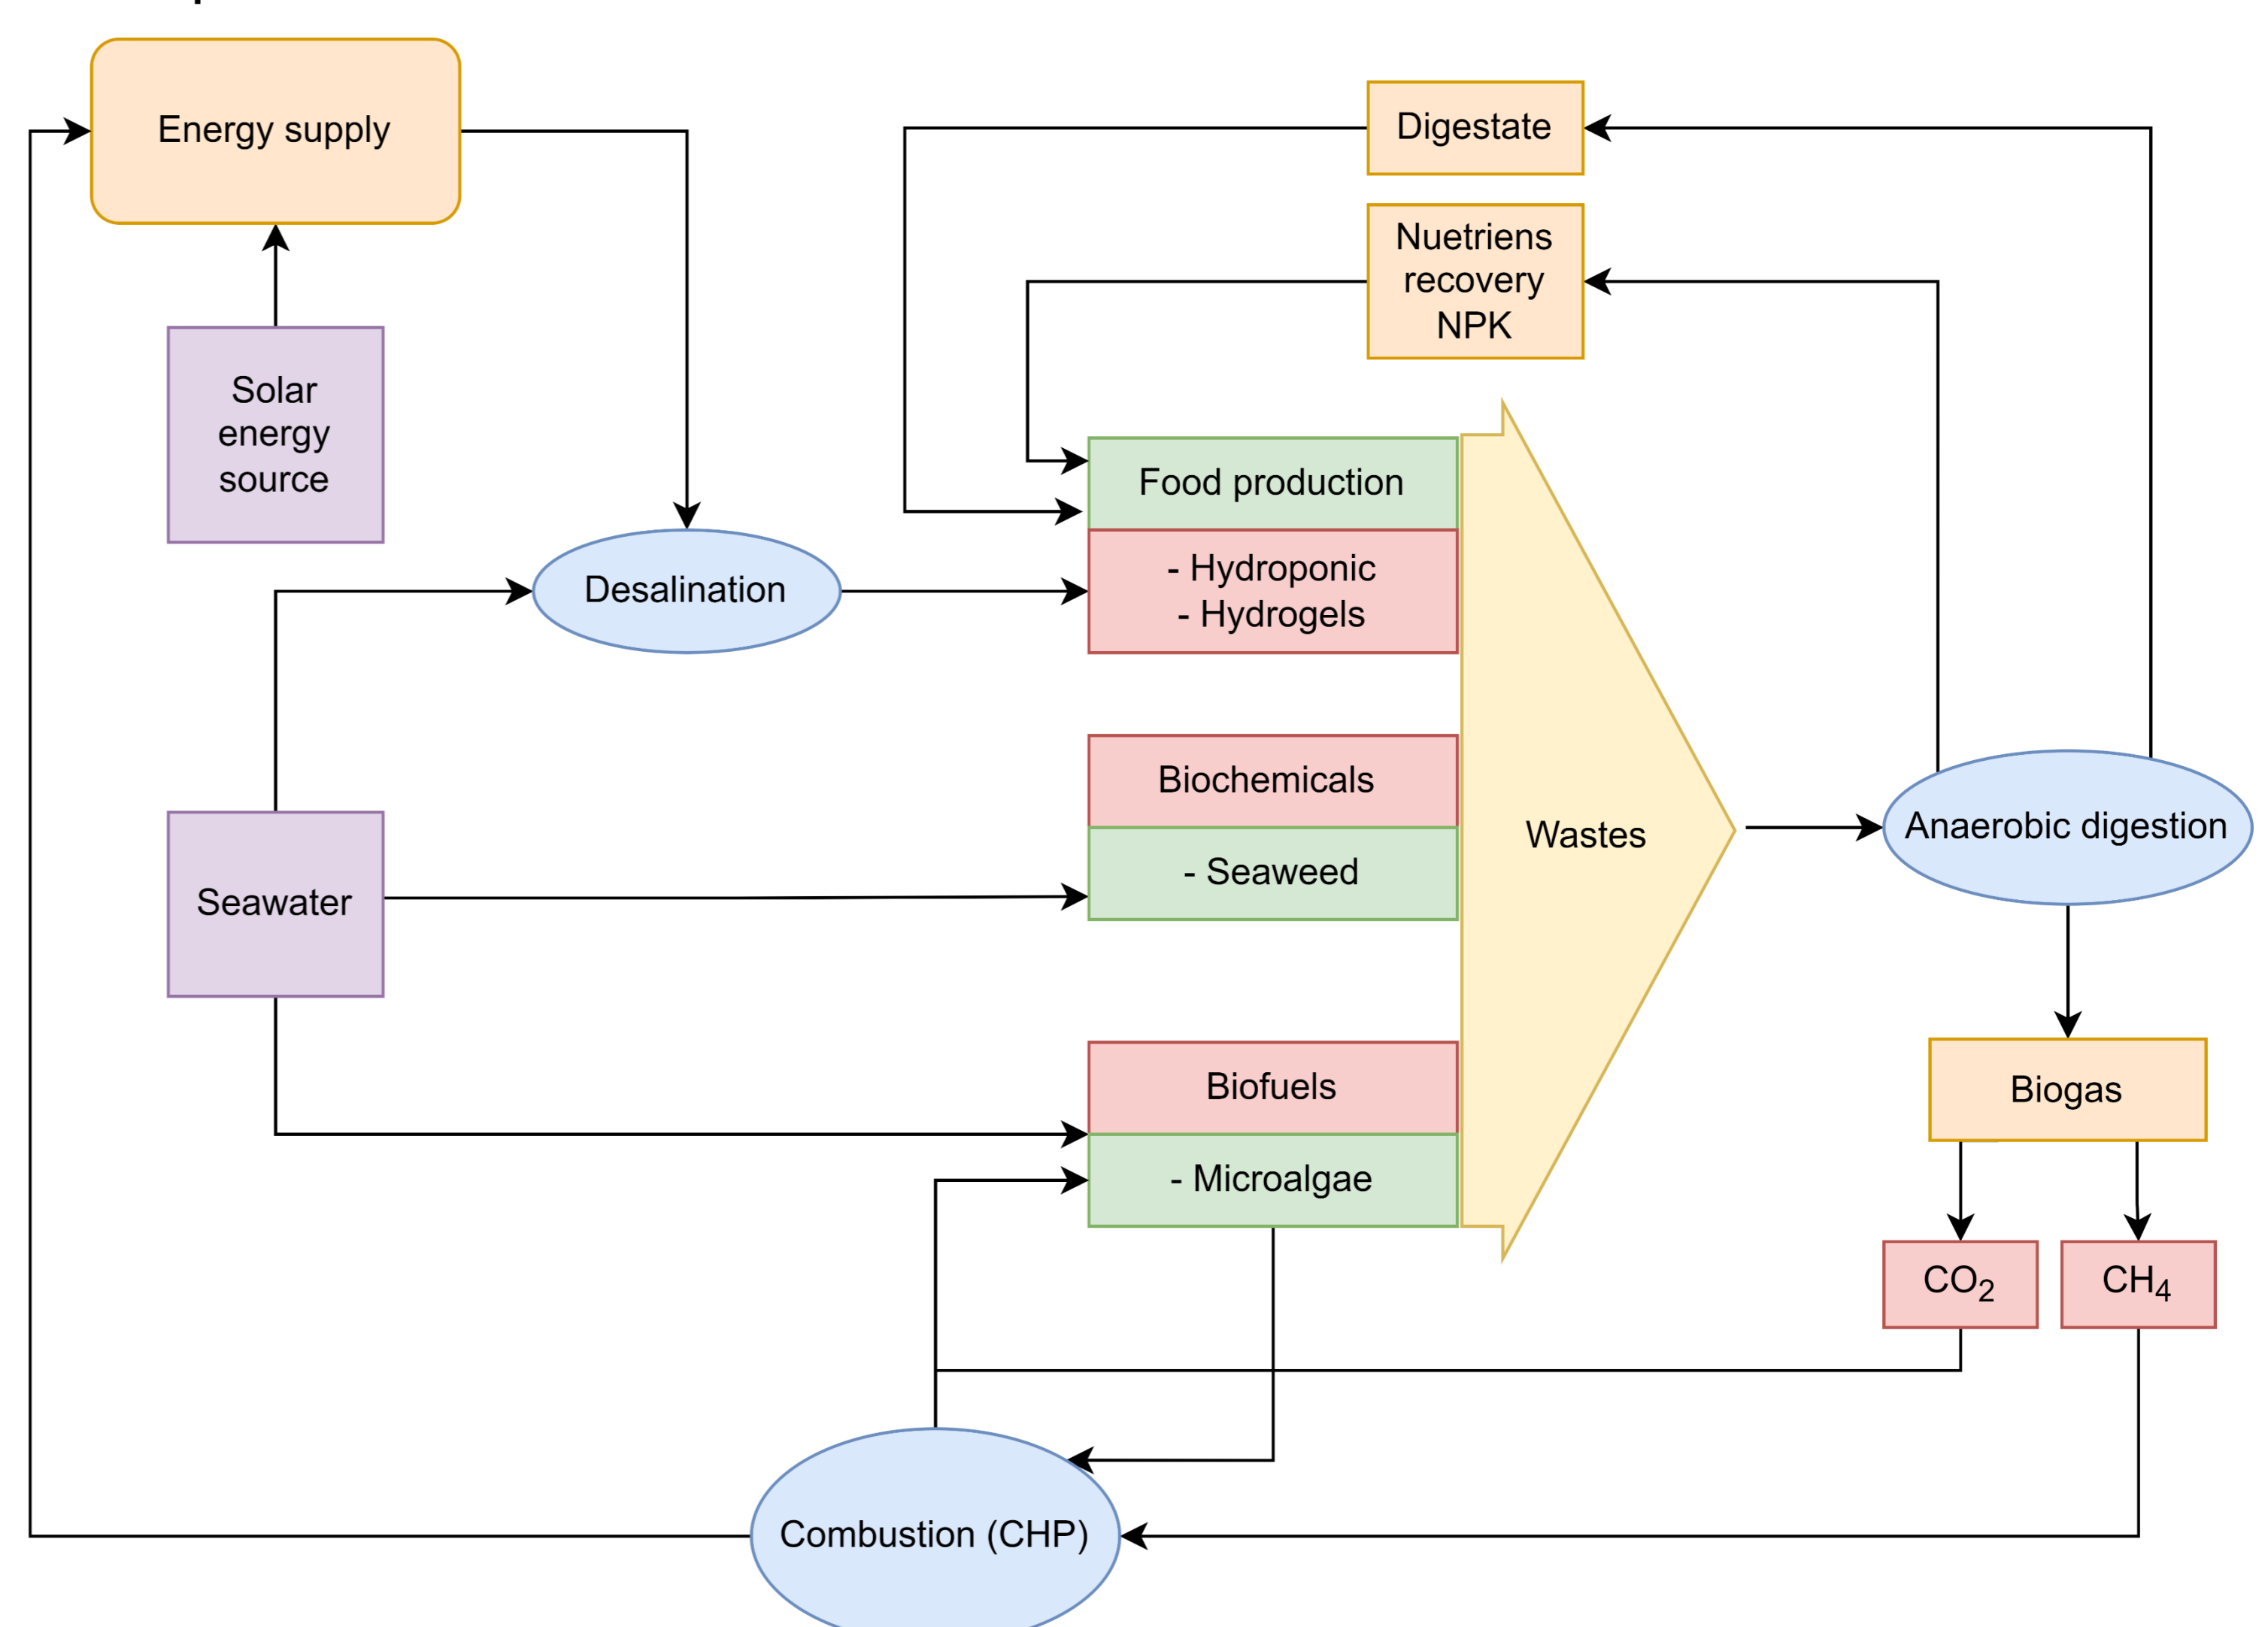 Energy supply
Digestate
Nuetriens
recovery
NPK
Solar
energy
source
Food production
- Hydroponic
- Hydrogels
Desalination
Biochemicals
- Seaweed
Wastes
Anaerobic digestion
Seawater
Biofuels
- Microalgae
Biogas
CO₂
CH₄
Combustion (CHP)